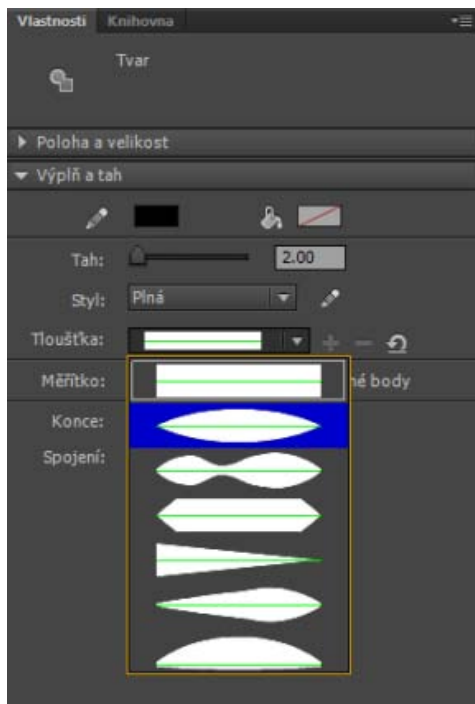 Vlastnosti Knihovna
Tvar
Poloha a velikost
Výplň a tah
Tah: 2.00
Styl: Plná
Tloušťka:
Měřítko: né body
Konce:
Spojení: